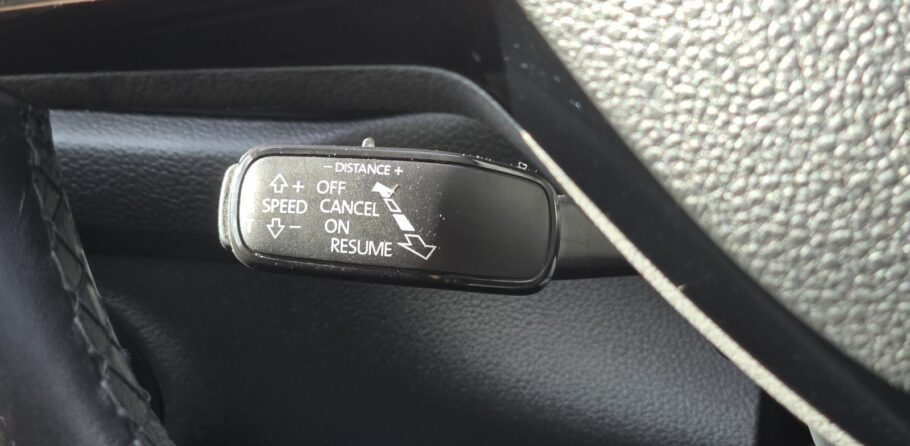 − DISTANCE +
+ OFF
SPEED CANCEL
− ON
RESUME